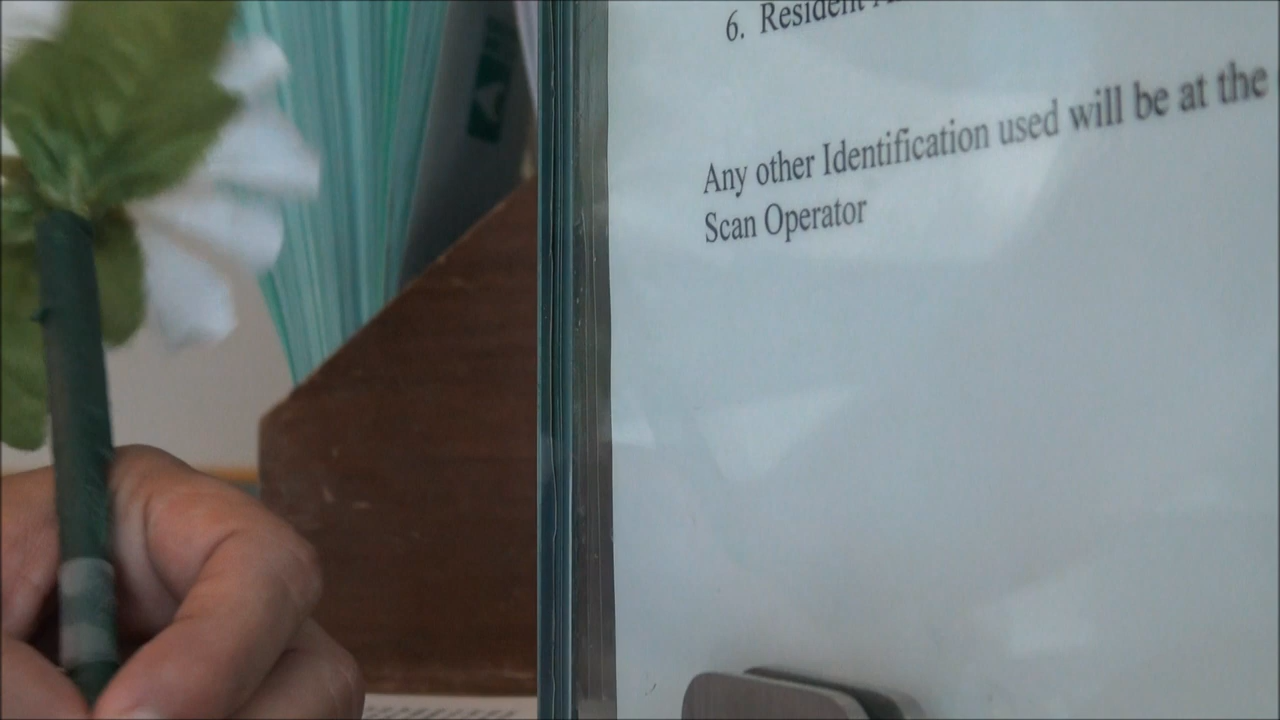 6. Resident
Any other Identification used will be at the
Scan Operator